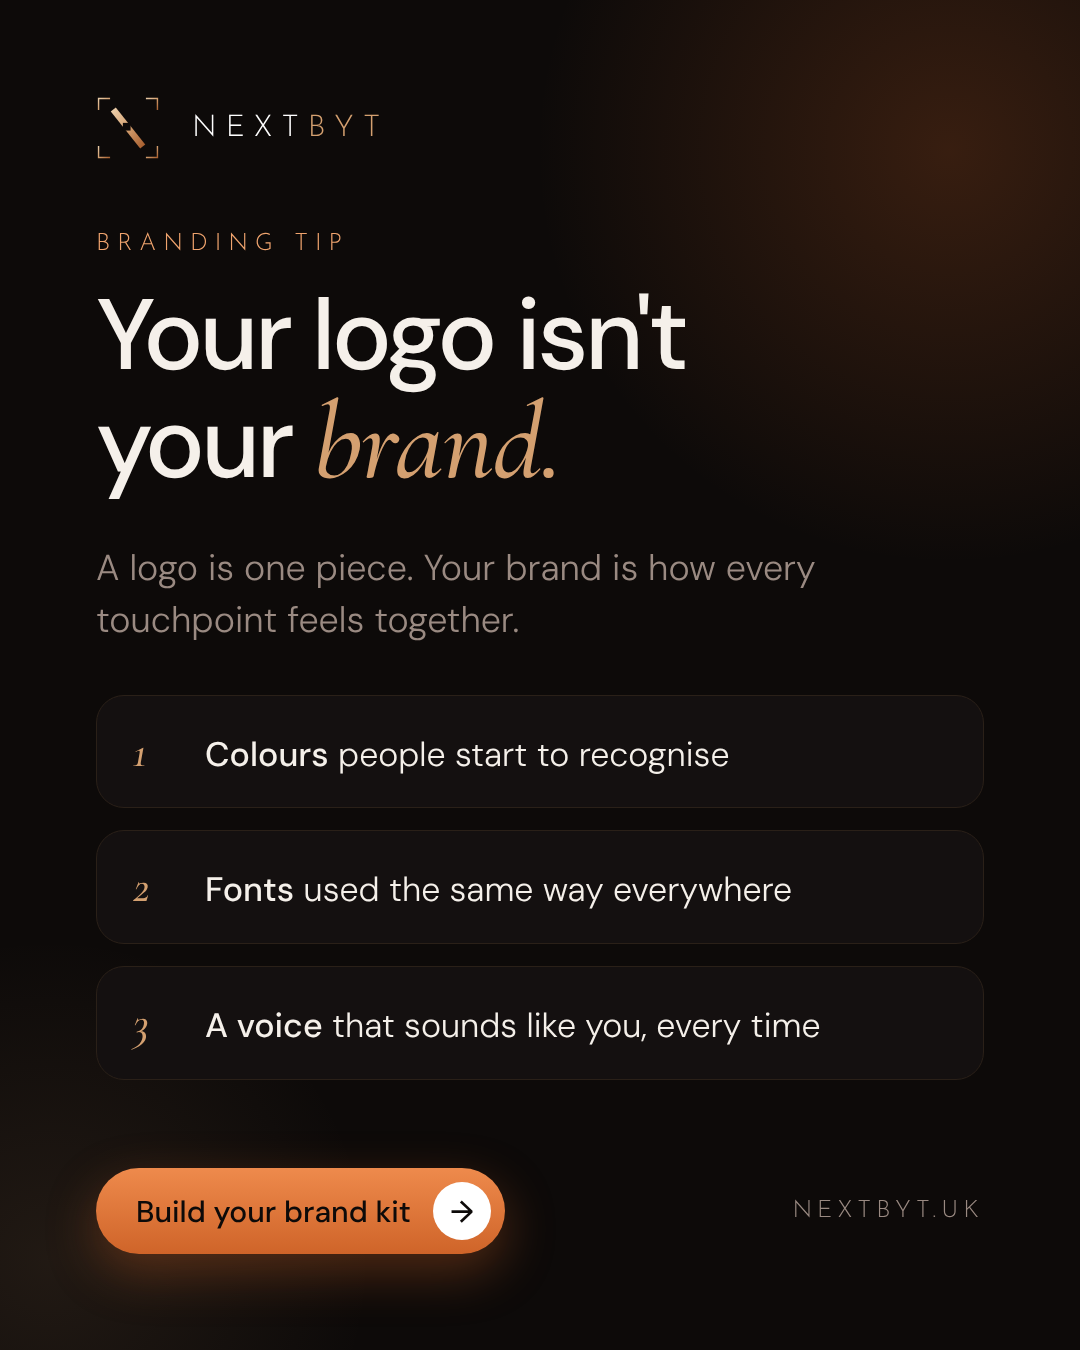 NEXTBYT
BRANDING TIP
Your logo isn't
your brand.
A logo is one piece. Your brand is how every
touchpoint feels together.
1 Colours people start to recognise
2 Fonts used the same way everywhere
3 A voice that sounds like you, every time
Build your brand kit →
NEXTBYT.UK